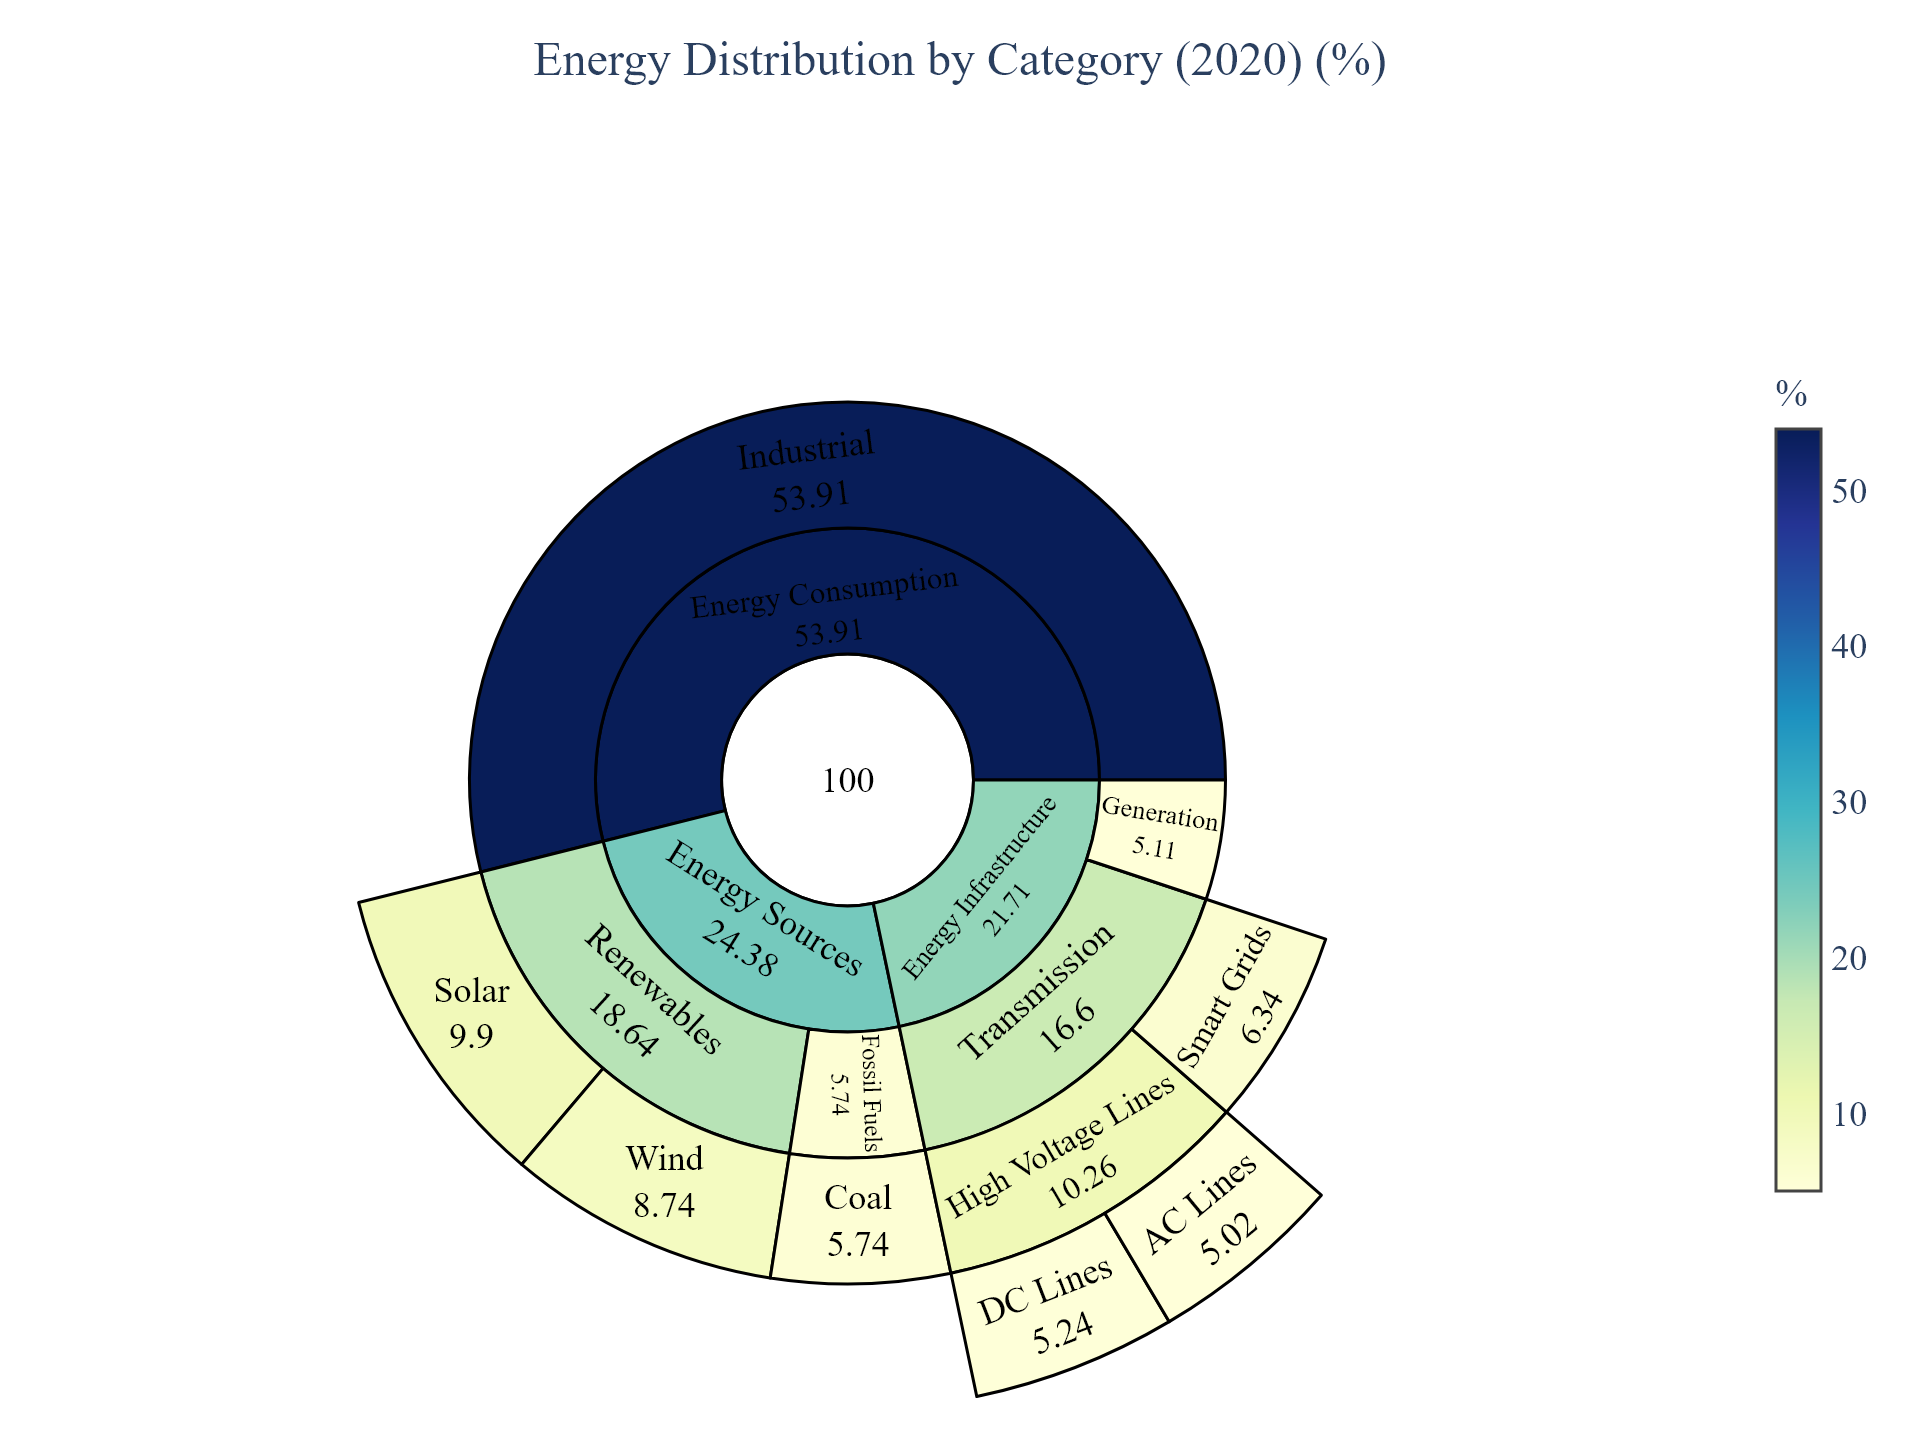 Energy Distribution by Category (2020) (%)
%
50
40
30
20
10
Industrial
53.91
Energy Consumption
53.91
100
Energy Infrastructure
21.71
Generation
5.11
Energy Sources
24.38
Renewables
18.64
Fossil Fuels
5.74
Transmission
16.6
Smart Grids
6.34
Solar
9.9
Wind
8.74
Coal
5.74
High Voltage Lines
10.26
AC Lines
5.02
DC Lines
5.24